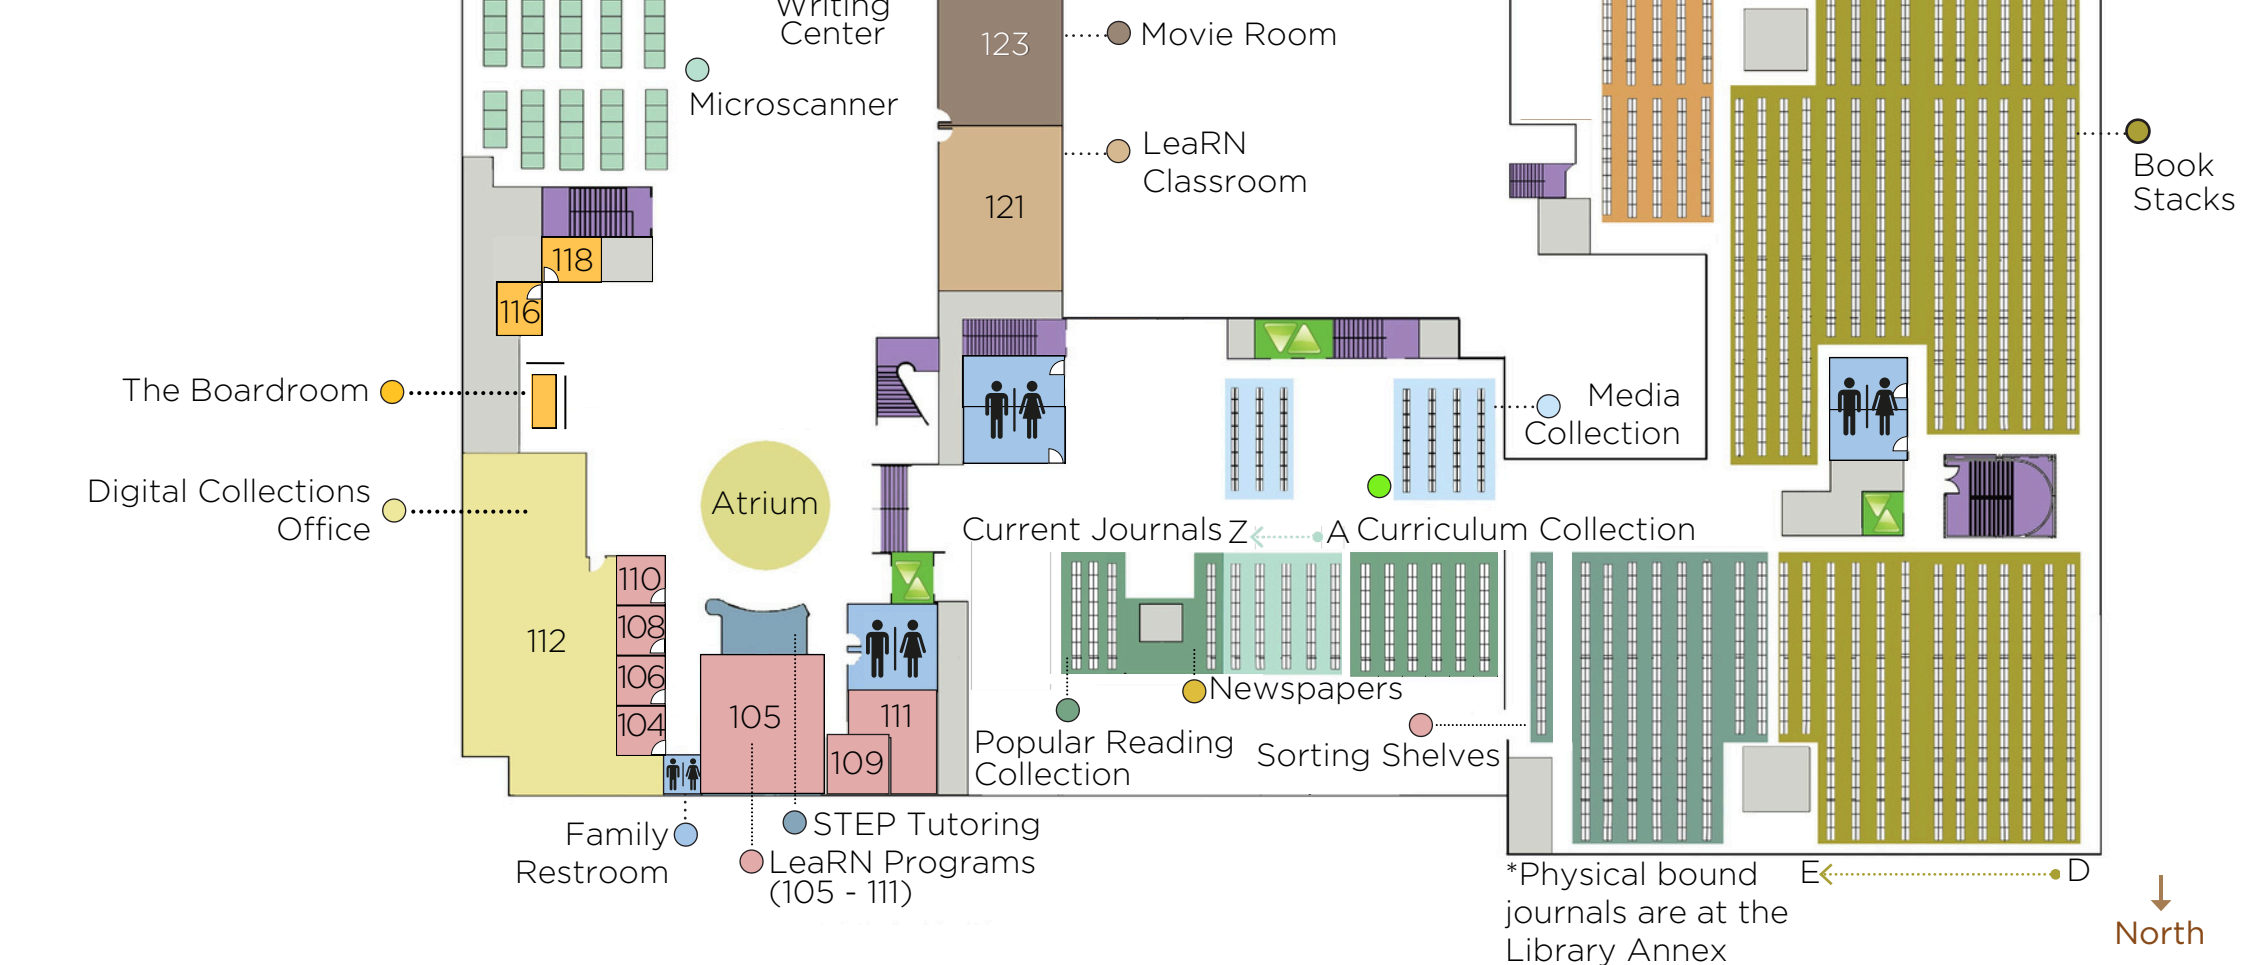 Writing
Center
123
Movie Room
Microscanner
LeaRN
Classroom
121
Book
Stacks
118
116
The Boardroom
Media
Collection
Digital Collections
Office
Atrium
Current Journals Z A Curriculum Collection
110
108
106
104
112
105
111
109
Newspapers
Popular Reading
Collection
Sorting Shelves
Family
Restroom
STEP Tutoring
LeaRN Programs
(105 - 111)
*Physical bound
journals are at the
Library Annex
E D
North